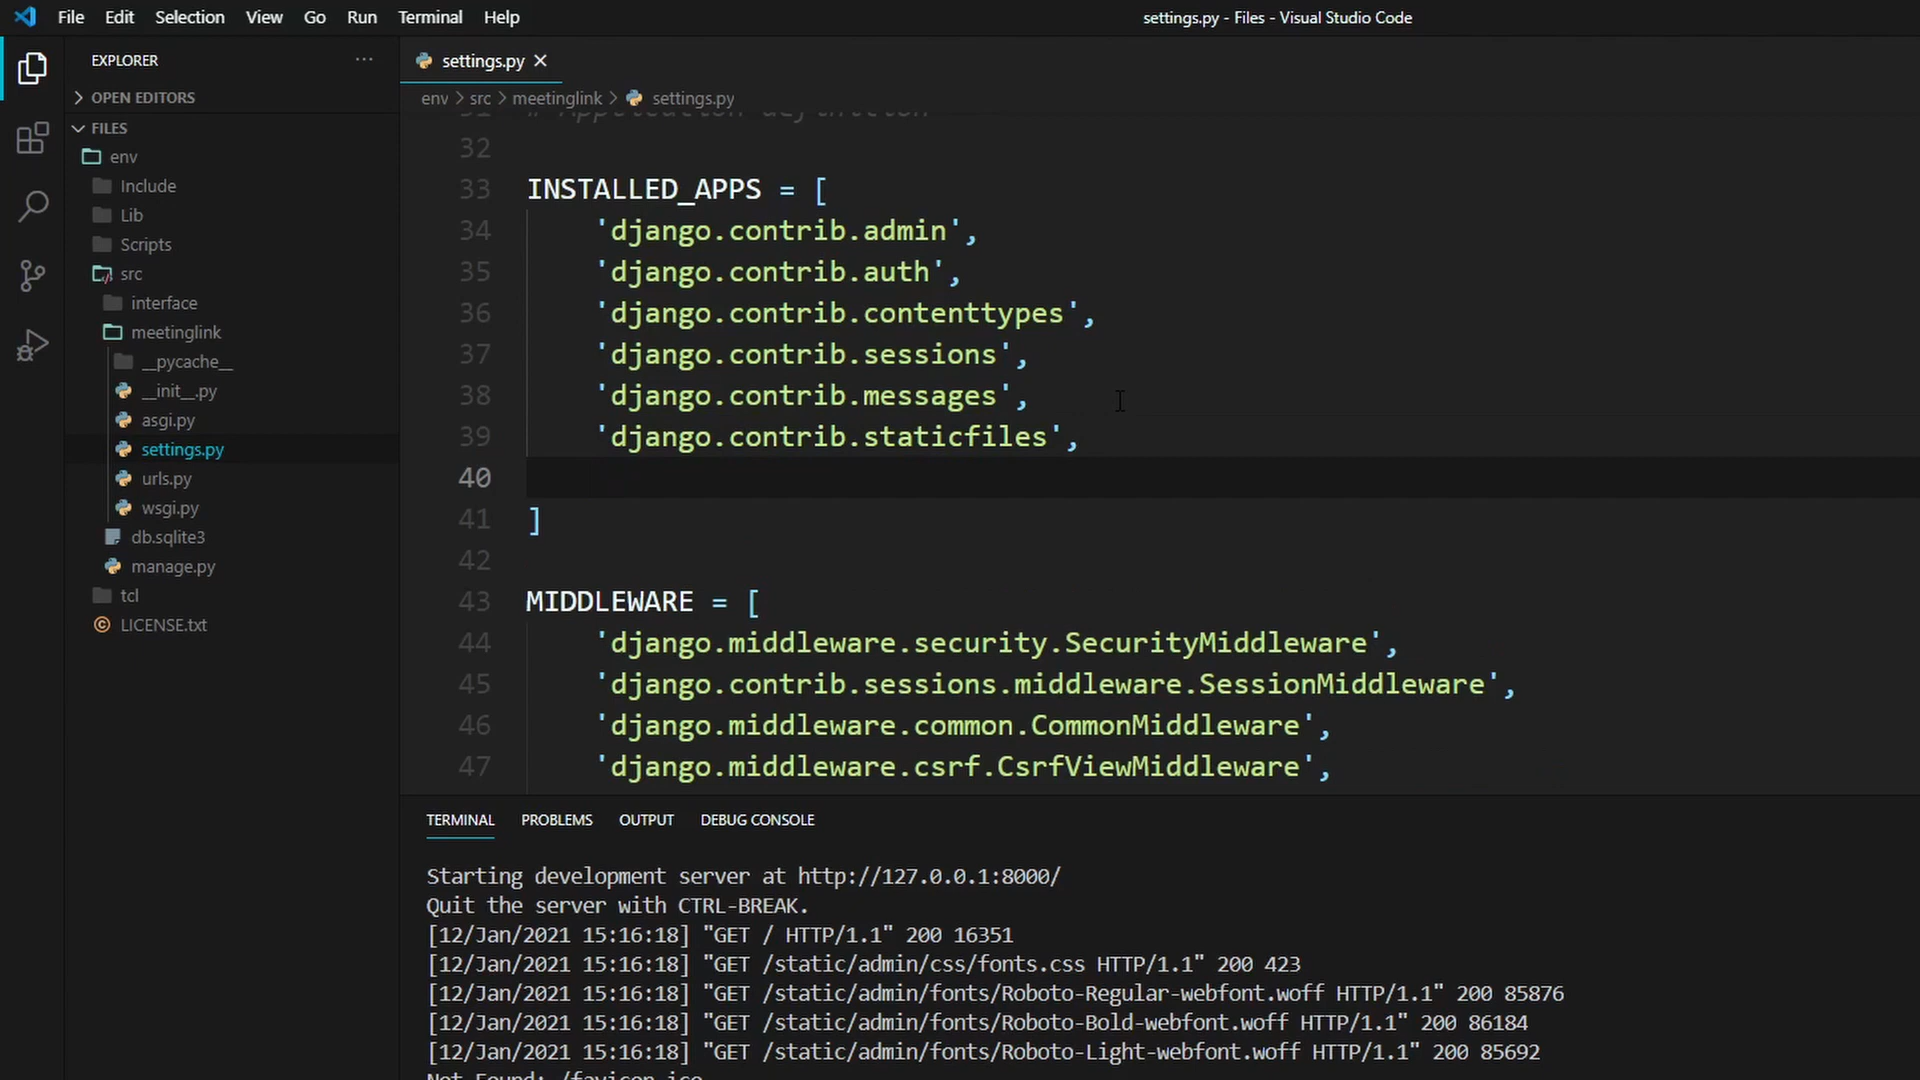 File Edit Selection View Go Run Terminal Help
settings.py - Files - Visual Studio Code
EXPLORER
OPEN EDITORS
FILES
env
Include
Lib
Scripts
src
interface
meetinglink
__pycache__
__init__.py
asgi.py
settings.py
urls.py
wsgi.py
db.sqlite3
manage.py
tcl
LICENSE.txt
settings.py
env > src > meetinglink > settings.py
31 # Application definition
32
33 INSTALLED_APPS = [
34 'django.contrib.admin',
35 'django.contrib.auth',
36 'django.contrib.contenttypes',
37 'django.contrib.sessions',
38 'django.contrib.messages',
39 'django.contrib.staticfiles',
40
41 ]
42
43 MIDDLEWARE = [
44 'django.middleware.security.SecurityMiddleware',
45 'django.contrib.sessions.middleware.SessionMiddleware',
46 'django.middleware.common.CommonMiddleware',
47 'django.middleware.csrf.CsrfViewMiddleware',
TERMINAL PROBLEMS OUTPUT DEBUG CONSOLE
Starting development server at http://127.0.0.1:8000/
Quit the server with CTRL-BREAK.
[12/Jan/2021 15:16:18] "GET / HTTP/1.1" 200 16351
[12/Jan/2021 15:16:18] "GET /static/admin/css/fonts.css HTTP/1.1" 200 423
[12/Jan/2021 15:16:18] "GET /static/admin/fonts/Roboto-Regular-webfont.woff HTTP/1.1" 200 85876
[12/Jan/2021 15:16:18] "GET /static/admin/fonts/Roboto-Bold-webfont.woff HTTP/1.1" 200 86184
[12/Jan/2021 15:16:18] "GET /static/admin/fonts/Roboto-Light-webfont.woff HTTP/1.1" 200 85692
Not Found: /favicon.ico